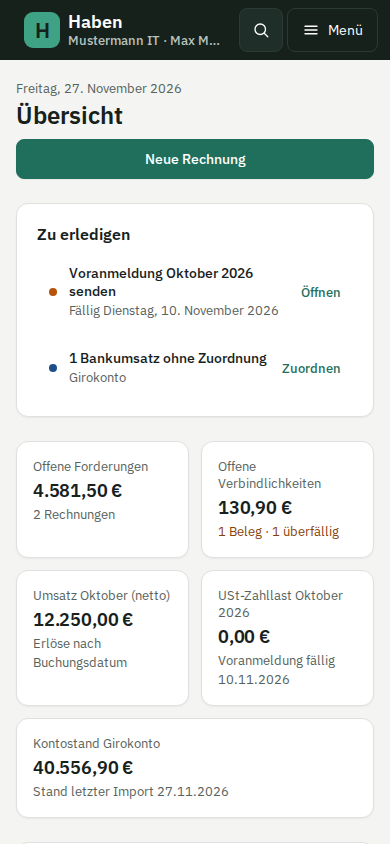 H
Haben
Mustermann IT · Max M…
Menü
Freitag, 27. November 2026
Übersicht
Neue Rechnung
Zu erledigen
Voranmeldung Oktober 2026
senden
Fällig Dienstag, 10. November 2026
Öffnen
1 Bankumsatz ohne Zuordnung
Girokonto
Zuordnen
Offene Forderungen
4.581,50 €
2 Rechnungen
Offene
Verbindlichkeiten
130,90 €
1 Beleg · 1 überfällig
Umsatz Oktober (netto)
12.250,00 €
Erlöse nach
Buchungsdatum
USt-Zahllast Oktober
2026
0,00 €
Voranmeldung fällig
10.11.2026
Kontostand Girokonto
40.556,90 €
Stand letzter Import 27.11.2026